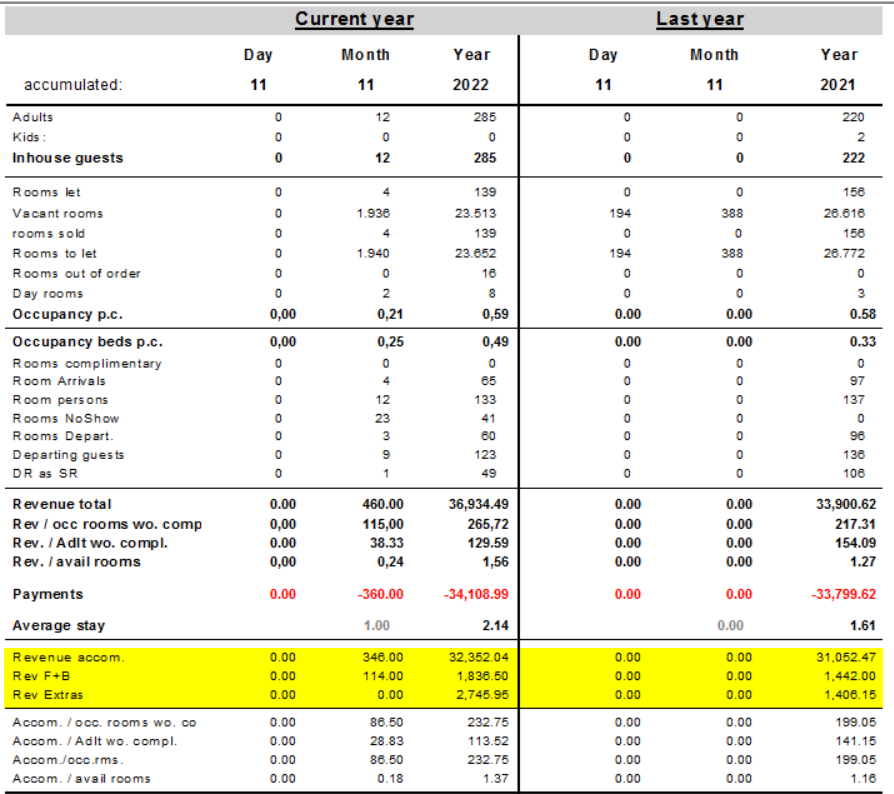 Current year Last year
Day Month Year Day Month Year
accumulated: 11 11 2022 11 11 2021
Adults 0 12 285 0 0 220
Kids: 0 0 0 0 0 2
Inhouse guests 0 12 285 0 0 222
Rooms let 0 4 139 0 0 156
Vacant rooms 0 1.936 23.513 194 388 26.616
rooms sold 0 4 139 0 0 156
Rooms to let 0 1.940 23.652 194 388 26.772
Rooms out of order 0 0 16 0 0 0
Day rooms 0 2 8 0 0 3
Occupancy p.c. 0,00 0,21 0,59 0.00 0.00 0.58
Occupancy beds p.c. 0,00 0,25 0,49 0.00 0.00 0.33
Rooms complimentary 0 0 0 0 0 0
Room Arrivals 0 4 65 0 0 97
Room persons 0 12 133 0 0 137
Rooms NoShow 0 23 41 0 0 0
Rooms Depart. 0 3 60 0 0 96
Departing guests 0 9 123 0 0 136
DR as SR 0 1 49 0 0 106
Revenue total 0.00 460.00 36,934.49 0.00 0.00 33,900.62
Rev / occ rooms wo. comp 0,00 115,00 265,72 0.00 0.00 217.31
Rev. / Adlt wo. compl. 0.00 38.33 129.59 0.00 0.00 154.09
Rev. / avail rooms 0,00 0,24 1,56 0.00 0.00 1.27
Payments 0.00 -360.00 -34,108.99 0.00 0.00 -33,799.62
Average stay 1.00 2.14 0.00 1.61
Revenue accom. 0.00 346.00 32,352.04 0.00 0.00 31,052.47
Rev F+B 0.00 114.00 1,836.50 0.00 0.00 1,442.00
Rev Extras 0.00 0.00 2,745.95 0.00 0.00 1,406.15
Accom. / occ. rooms wo. co 0.00 86.50 232.75 0.00 0.00 199.05
Accom. / Adlt wo. compl. 0.00 28.83 113.52 0.00 0.00 141.15
Accom./occ.rms. 0.00 86.50 232.75 0.00 0.00 199.05
Accom. / avail rooms 0.00 0.18 1.37 0.00 0.00 1.16